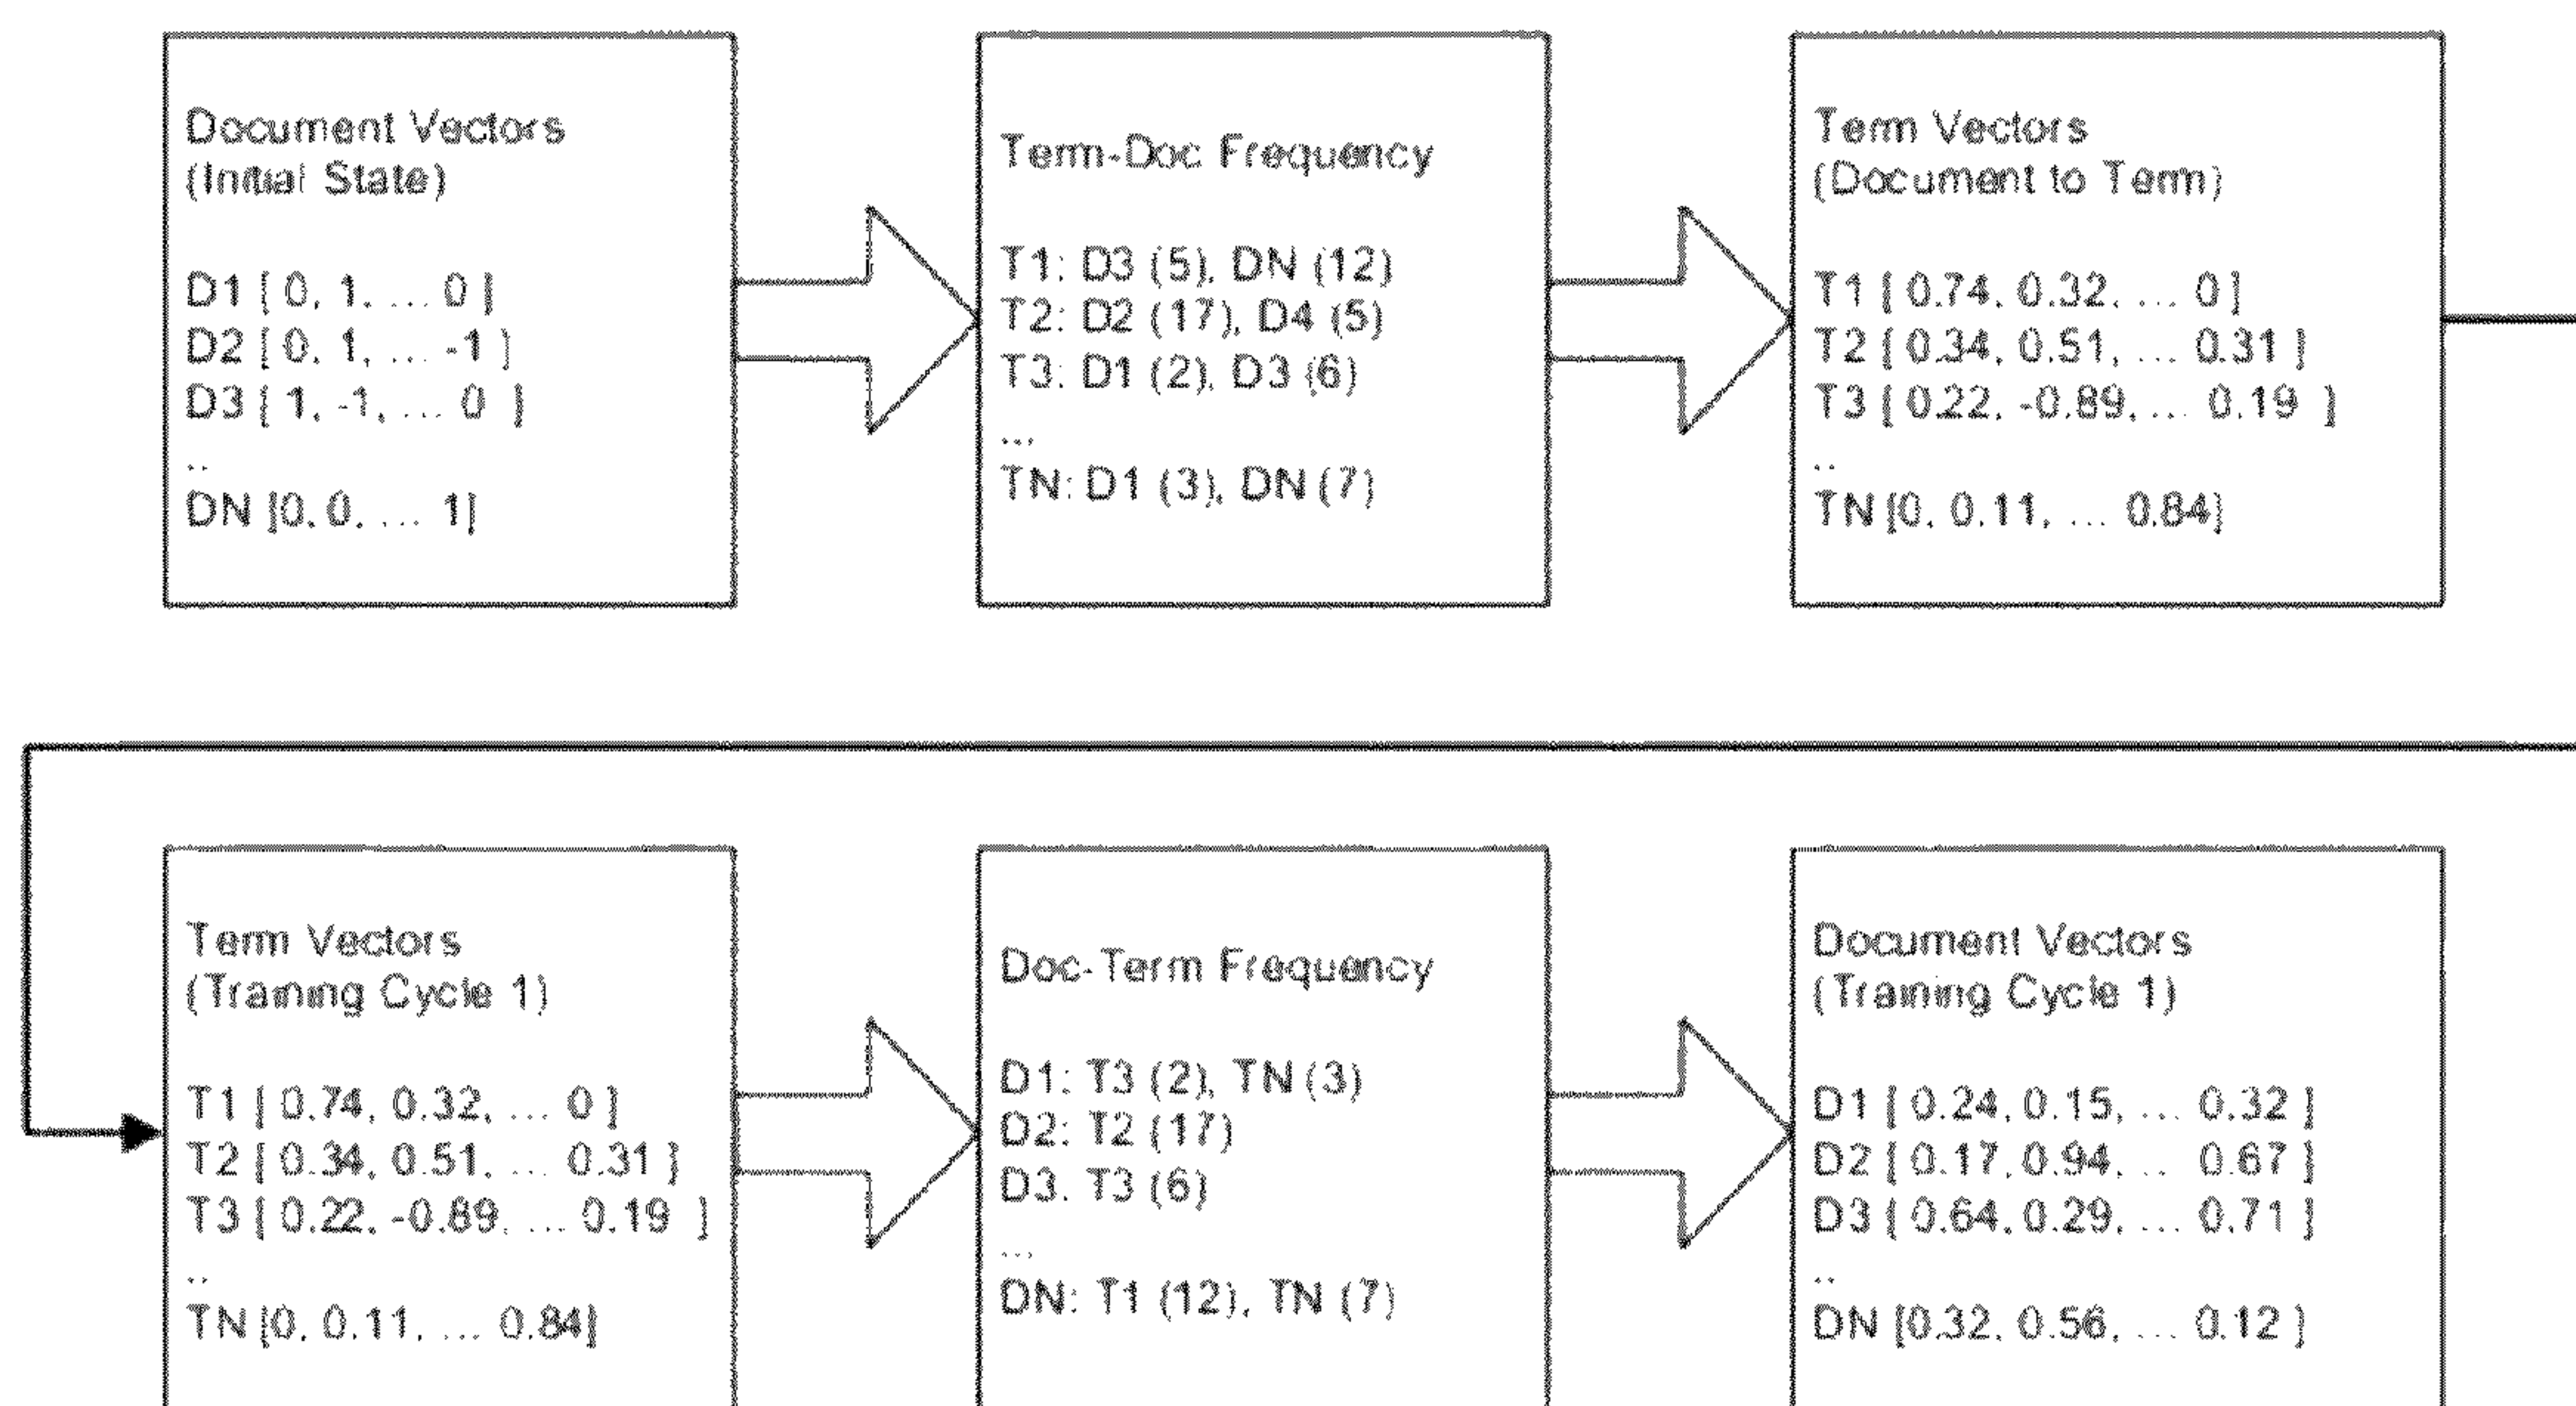 Document Vectors
(Initial State)
D1 [ 0, 1, ... 0 ]
D2 [ 0, 1, ... -1 ]
D3 [ 1, -1, ... 0 ]
..
DN [0, 0, ... 1]
Term-Doc Frequency
T1: D3 (5), DN (12)
T2: D2 (17), D4 (5)
T3: D1 (2), D3 (6)
...
TN: D1 (3), DN (7)
Term Vectors
(Document to Term)
T1 [ 0.74, 0.32, ... 0 ]
T2 [ 0.34, 0.51, ... 0.31 ]
T3 [ 0.22, -0.89, ... 0.19 ]
..
TN [0, 0.11, ... 0.84]
Term Vectors
(Training Cycle 1)
T1 [ 0.74, 0.32, ... 0 ]
T2 [ 0.34, 0.51, ... 0.31 ]
T3 [ 0.22, -0.89, ... 0.19 ]
..
TN [0, 0.11, ... 0.84]
Doc-Term Frequency
D1: T3 (2), TN (3)
D2: T2 (17)
D3. T3 (6)
...
DN: T1 (12), TN (7)
Document Vectors
(Training Cycle 1)
D1 [ 0.24, 0.15, ... 0.32 ]
D2 [ 0.17, 0.94, ... 0.67 ]
D3 [ 0.64, 0.29, ... 0.71 ]
..
DN [0.32, 0.56, ... 0.12 ]